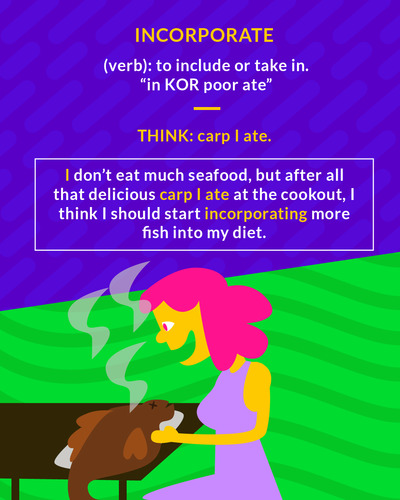 INCORPORATE
(verb): to include or take in.
“in KOR poor ate”
THINK: carp I ate.
I don’t eat much seafood, but after all
that delicious carp I ate at the cookout, I
think I should start incorporating more
fish into my diet.